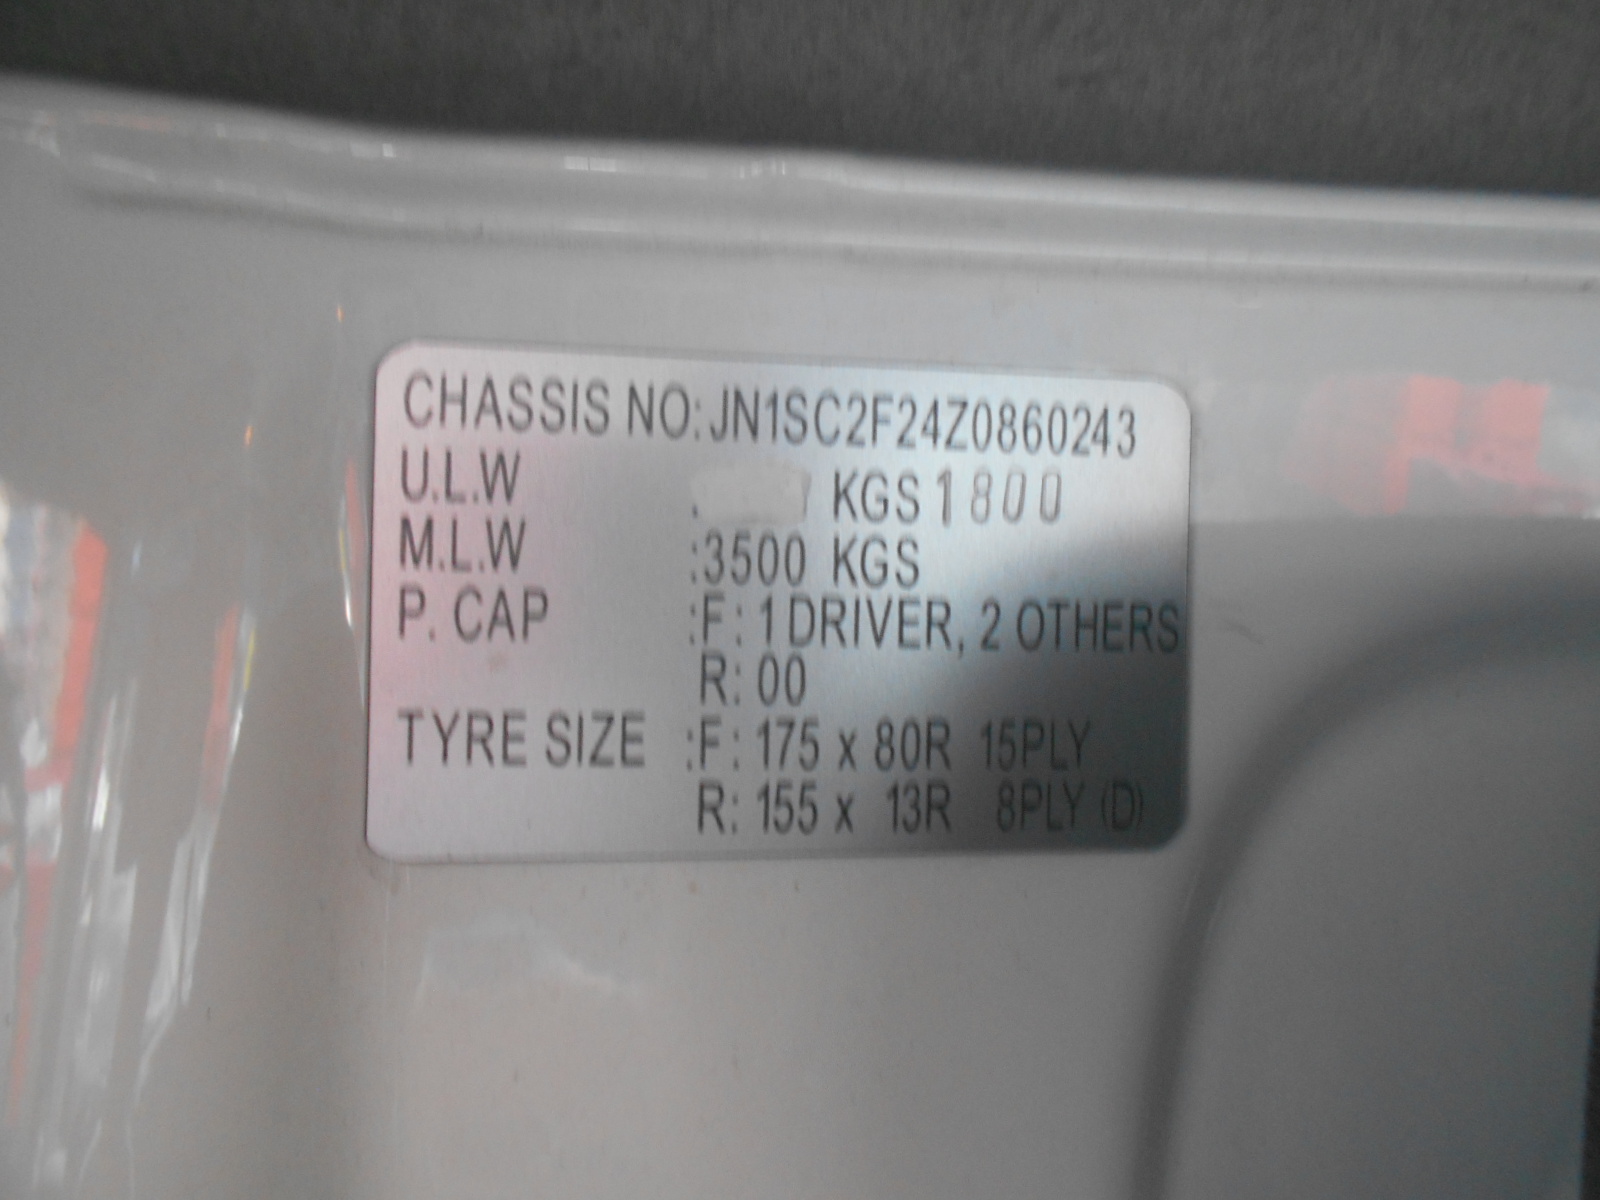 CHASSIS NO: JN1SC2F24Z0860243
U.L.W : KGS 1800
M.L.W :3500 KGS
P. CAP :F: 1 DRIVER, 2 OTHERS
R: 00
TYRE SIZE :F: 175 x 80R 15PLY
R: 155 x 13R 8PLY (D)